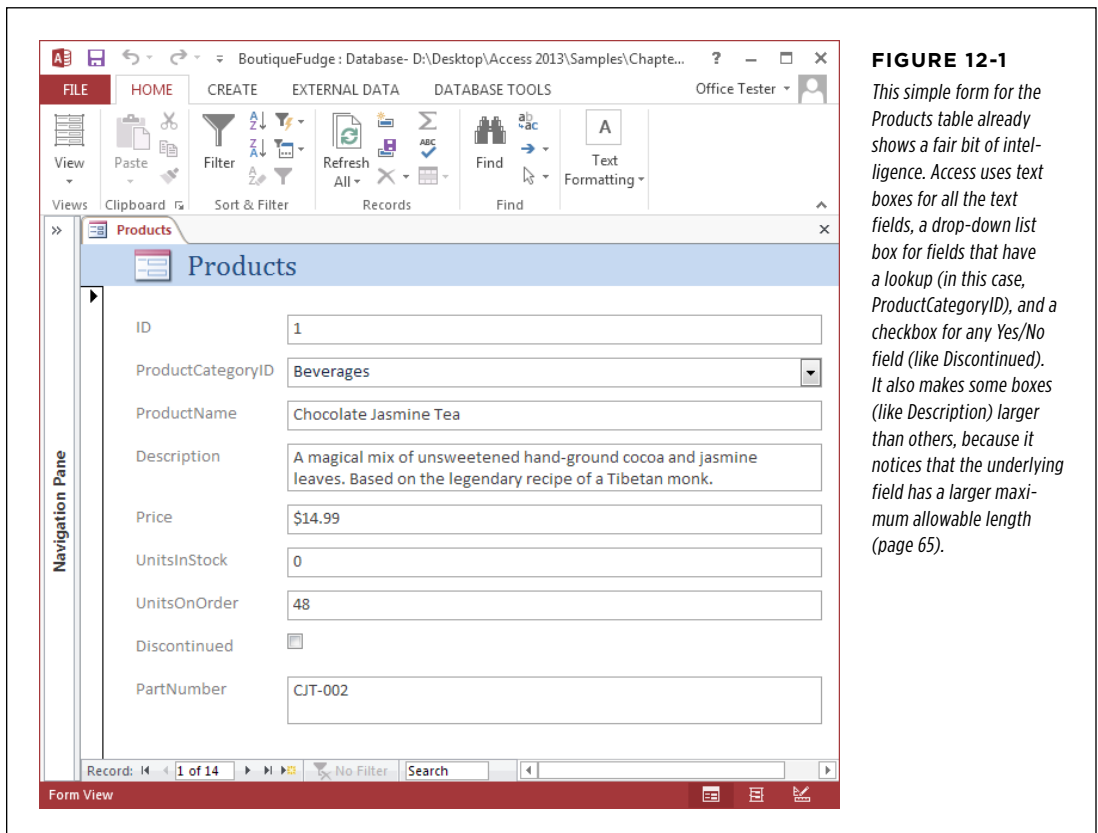 BoutiqueFudge : Database- D:\Desktop\Access 2013\Samples\Chapte...
?
FILE
HOME
CREATE
EXTERNAL DATA
DATABASE TOOLS
Office Tester
View
Paste
Filter
Refresh
All
ABC
Find
ab
ac
A
Text
Formatting
Views
Clipboard
Sort & Filter
Records
Find
Products
Products
Navigation Pane
ID
1
ProductCategoryID
Beverages
ProductName
Chocolate Jasmine Tea
Description
A magical mix of unsweetened hand-ground cocoa and jasmine
leaves. Based on the legendary recipe of a Tibetan monk.
Price
$14.99
UnitsInStock
0
UnitsOnOrder
48
Discontinued
PartNumber
CJT-002
Record:
1 of 14
No Filter
Search
Form View
FIGURE 12-1
This simple form for the
Products table already
shows a fair bit of intel-
ligence. Access uses text
boxes for all the text
fields, a drop-down list
box for fields that have
a lookup (in this case,
ProductCategoryID), and a
checkbox for any Yes/No
field (like Discontinued).
It also makes some boxes
(like Description) larger
than others, because it
notices that the underlying
field has a larger maxi-
mum allowable length
(page 65).